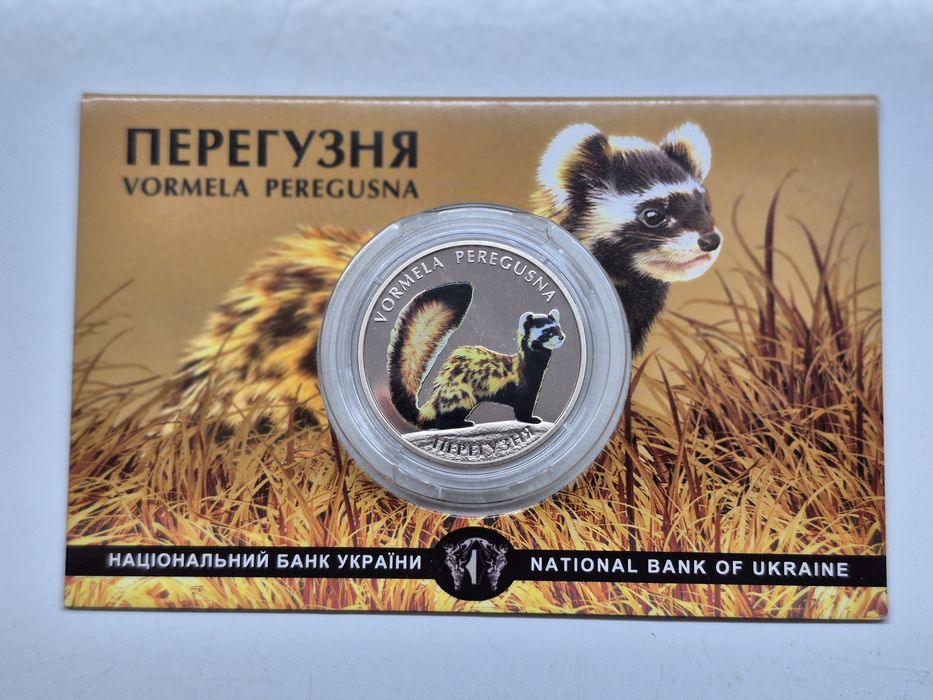 ПЕРЕГУЗНЯ
VORMELA PEREGUSNA
VORMELA PEREGUSNA
ПЕРЕГУЗНЯ
НАЦІОНАЛЬНИЙ БАНК УКРАЇНИ
NATIONAL BANK OF UKRAINE